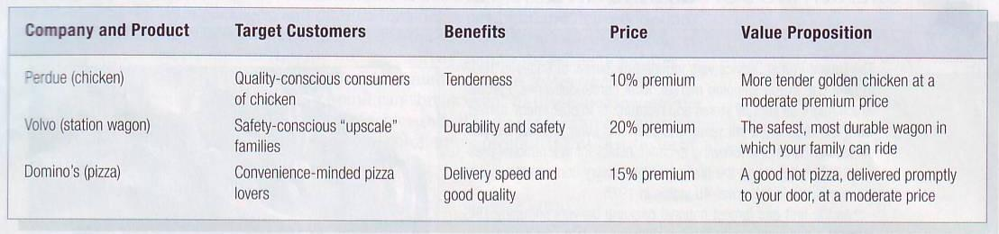 Company and Product Target Customers Benefits Price Value Proposition
Perdue (chicken) Quality-conscious consumers of chicken Tenderness 10% premium More tender golden chicken at a moderate premium price
Volvo (station wagon) Safety-conscious “upscale” families Durability and safety 20% premium The safest, most durable wagon in which your family can ride
Domino’s (pizza) Convenience-minded pizza lovers Delivery speed and good quality 15% premium A good hot pizza, delivered promptly to your door, at a moderate price